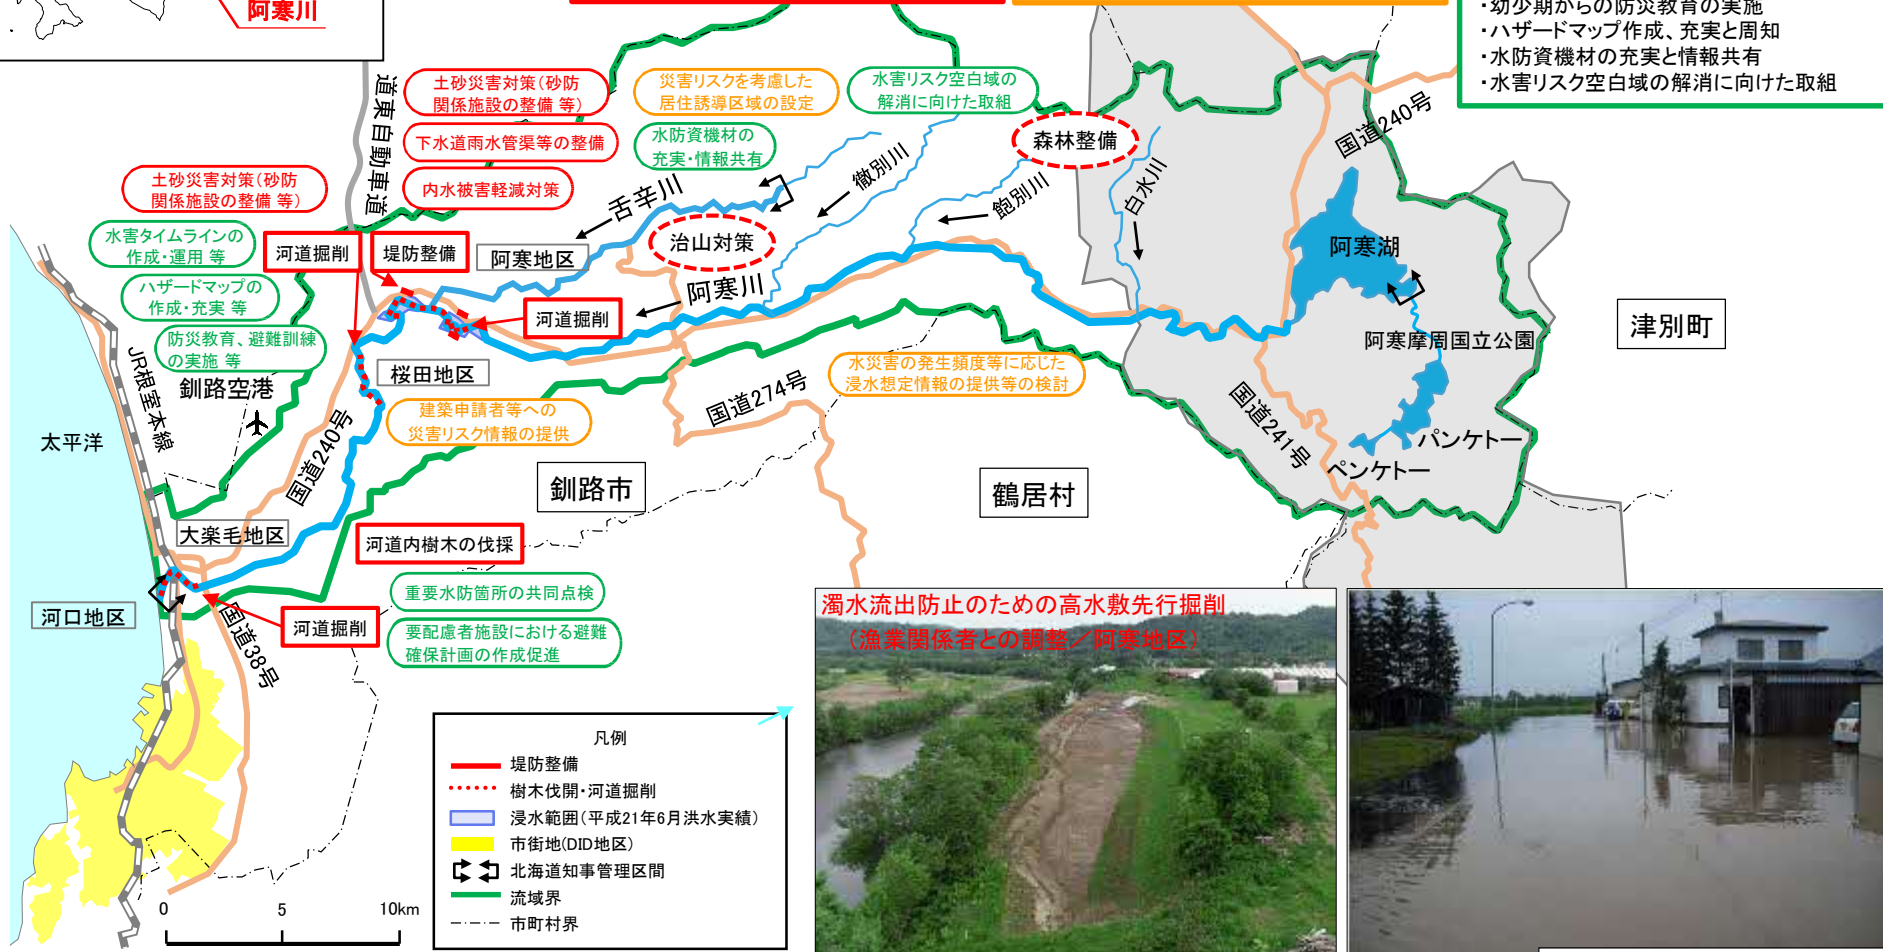 阿寒川
・幼少期からの防災教育の実施
・ハザードマップ作成、充実と周知
・水防資機材の充実と情報共有
・水害リスク空白域の解消に向けた取組
道東自動車道
土砂災害対策(砂防
関係施設の整備 等)
災害リスクを考慮した
居住誘導区域の設定
水害リスク空白域の
解消に向けた取組
下水道雨水管渠等の整備
水防資機材の
充実・情報共有
森林整備
国道240号
土砂災害対策(砂防
関係施設の整備 等)
内水被害軽減対策
舌辛川
徹別川
飽別川
白水川
水害タイムラインの
作成・運用 等
河道掘削
堤防整備
阿寒地区
治山対策
阿寒湖
ハザードマップの
作成・充実 等
阿寒川
河道掘削
津別町
防災教育、避難訓練
の実施 等
阿寒摩周国立公園
JR根室本線
釧路空港
桜田地区
水災害の発生頻度等に応じた
浸水想定情報の提供等の検討
国道274号
国道241号
建築申請者等への
災害リスク情報の提供
太平洋
国道240号
パンケトー
ペンケトー
釧路市
鶴居村
大楽毛地区
河道内樹木の伐採
重要水防箇所の共同点検
河口地区
国道38号
河道掘削
要配慮者施設における避難
確保計画の作成促進
濁水流出防止のための高水敷先行掘削
(漁業関係者との調整/阿寒地区)
凡例
堤防整備
樹木伐開・河道掘削
浸水範囲(平成21年6月洪水実績)
市街地(DID地区)
北海道知事管理区間
流域界
市町村界
0 5 10km